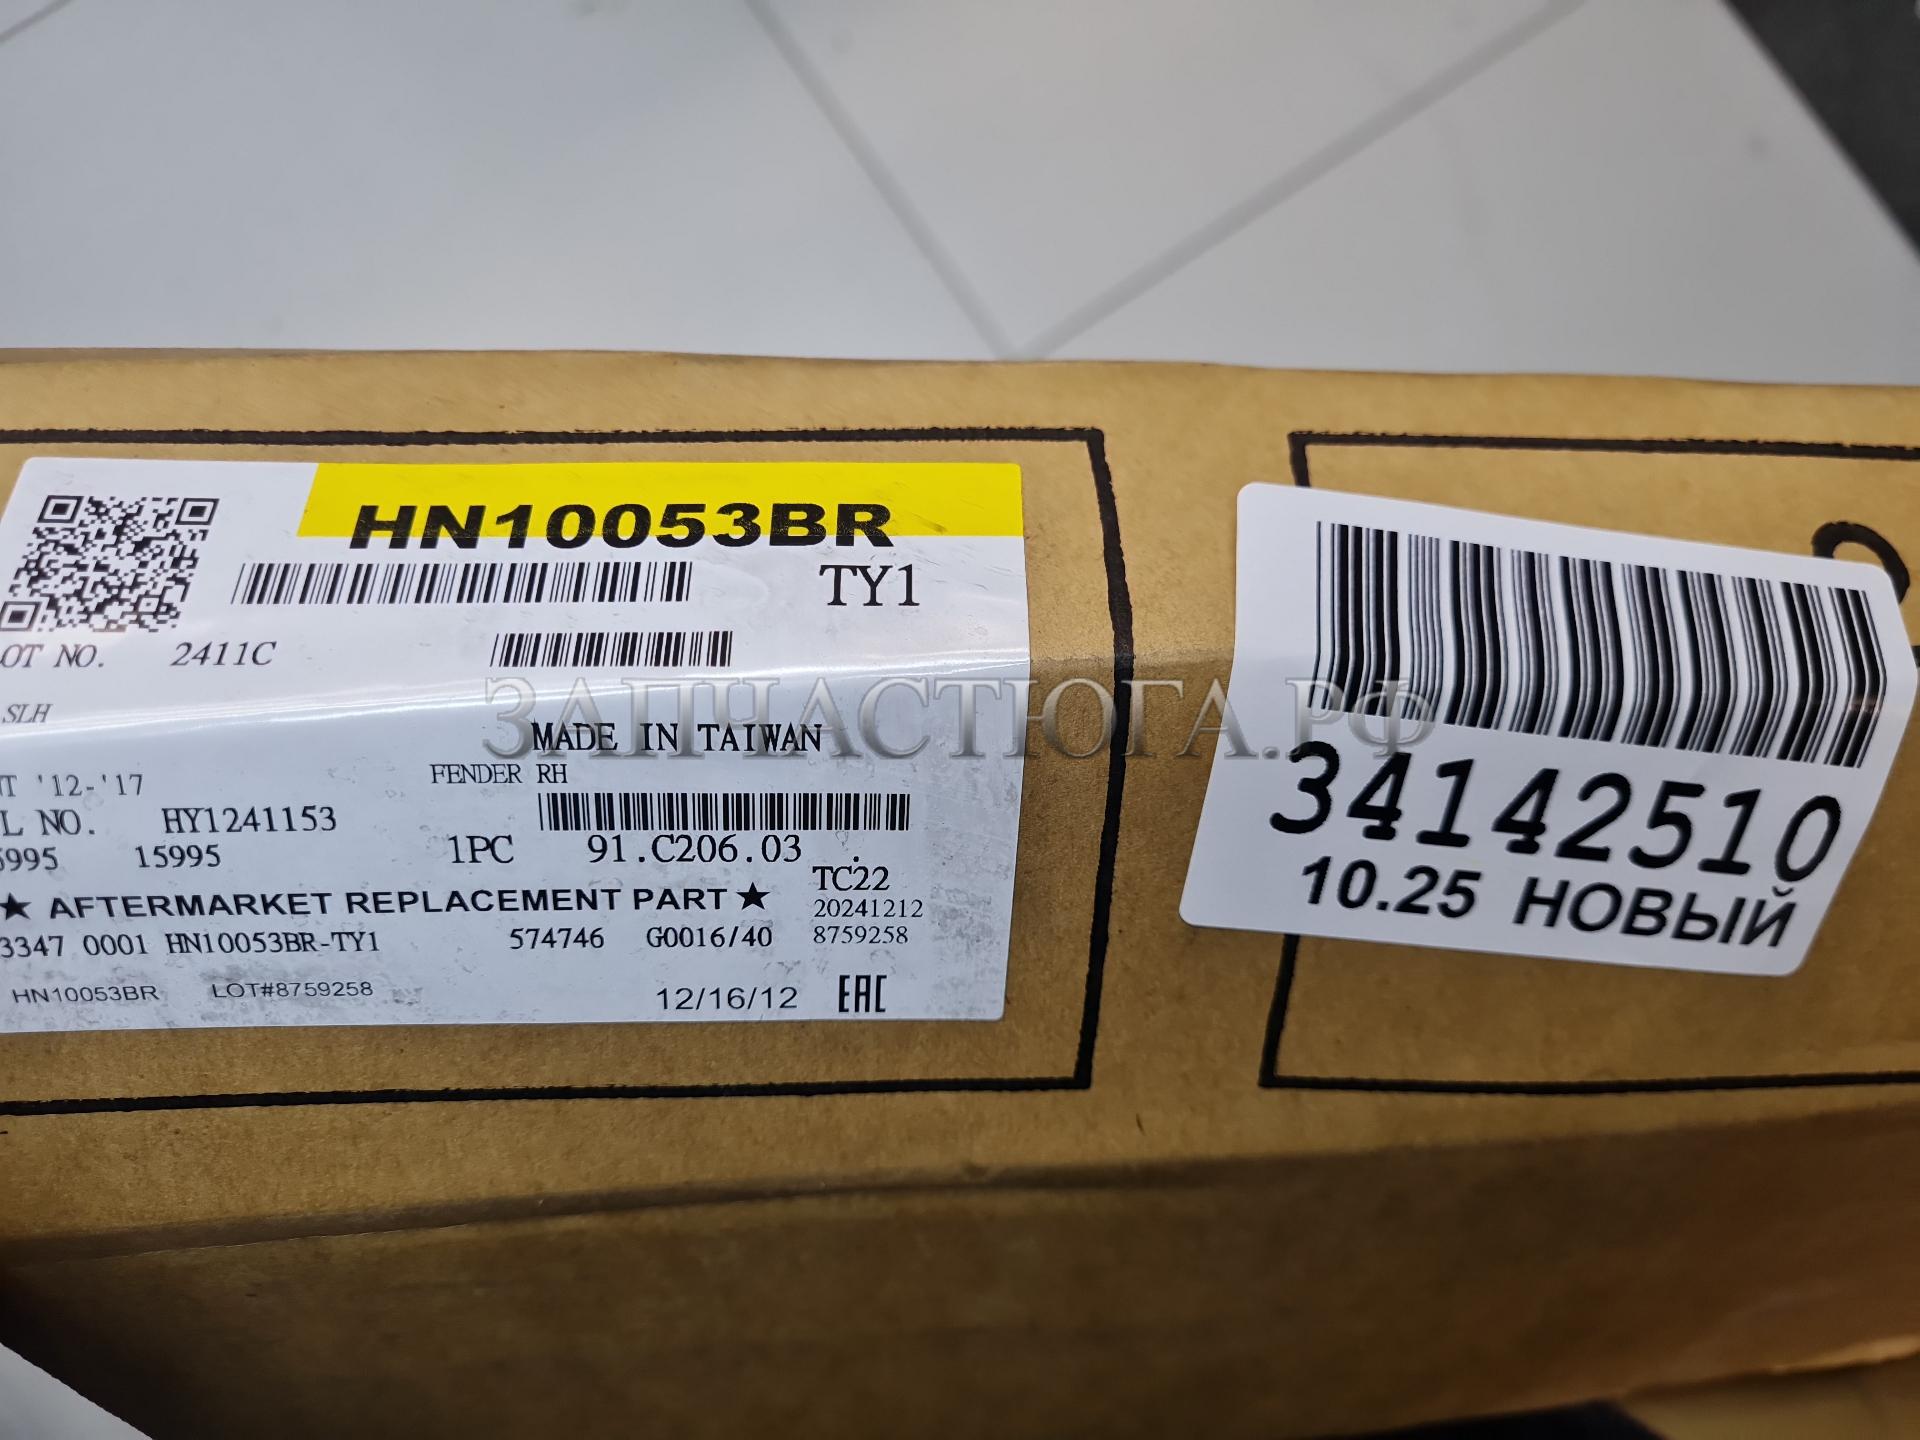 HN10053BR
TY1
OT NO. 2411C
SLH
MADE IN TAIWAN
FENDER RH
T '12-'17
L NO. HY1241153
5995 15995 1PC 91.C206.03
TC22
★ AFTERMARKET REPLACEMENT PART ★
20241212
3347 0001 HN10053BR-TY1 574746 G0016/40 8759258
HN10053BR LOT#8759258 12/16/12 EAC
34142510
10.25 НОВЫЙ
ЗАПЧАСТЮГА.РФ